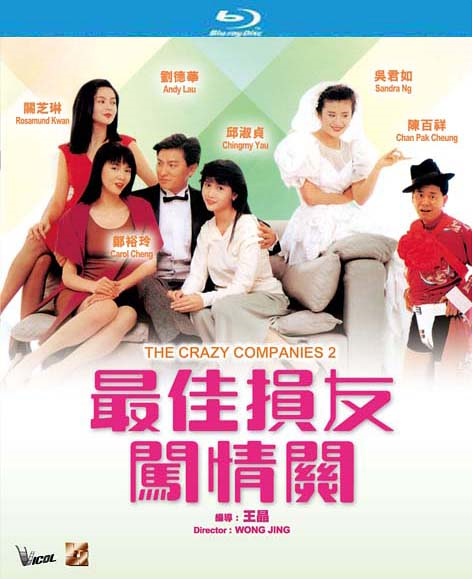 Blu-ray Disc
劉德華
Andy Lau
吳君如
Sandra Ng
關芝琳
Rosamund Kwan
邱淑貞
Chingmy Yau
陳百祥
Chan Pak Cheung
鄭裕玲
Carol Cheng
THE CRAZY COMPANIES 2
最佳損友
闖情關
編導：王晶
Director : WONG JING
VICOL